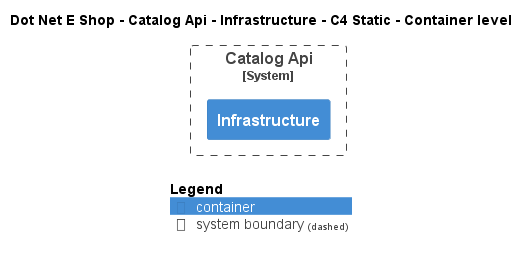 Dot Net E Shop - Catalog Api - Infrastructure - C4 Static - Container level
Catalog Api
[System]
Infrastructure
Legend
container
system boundary (dashed)